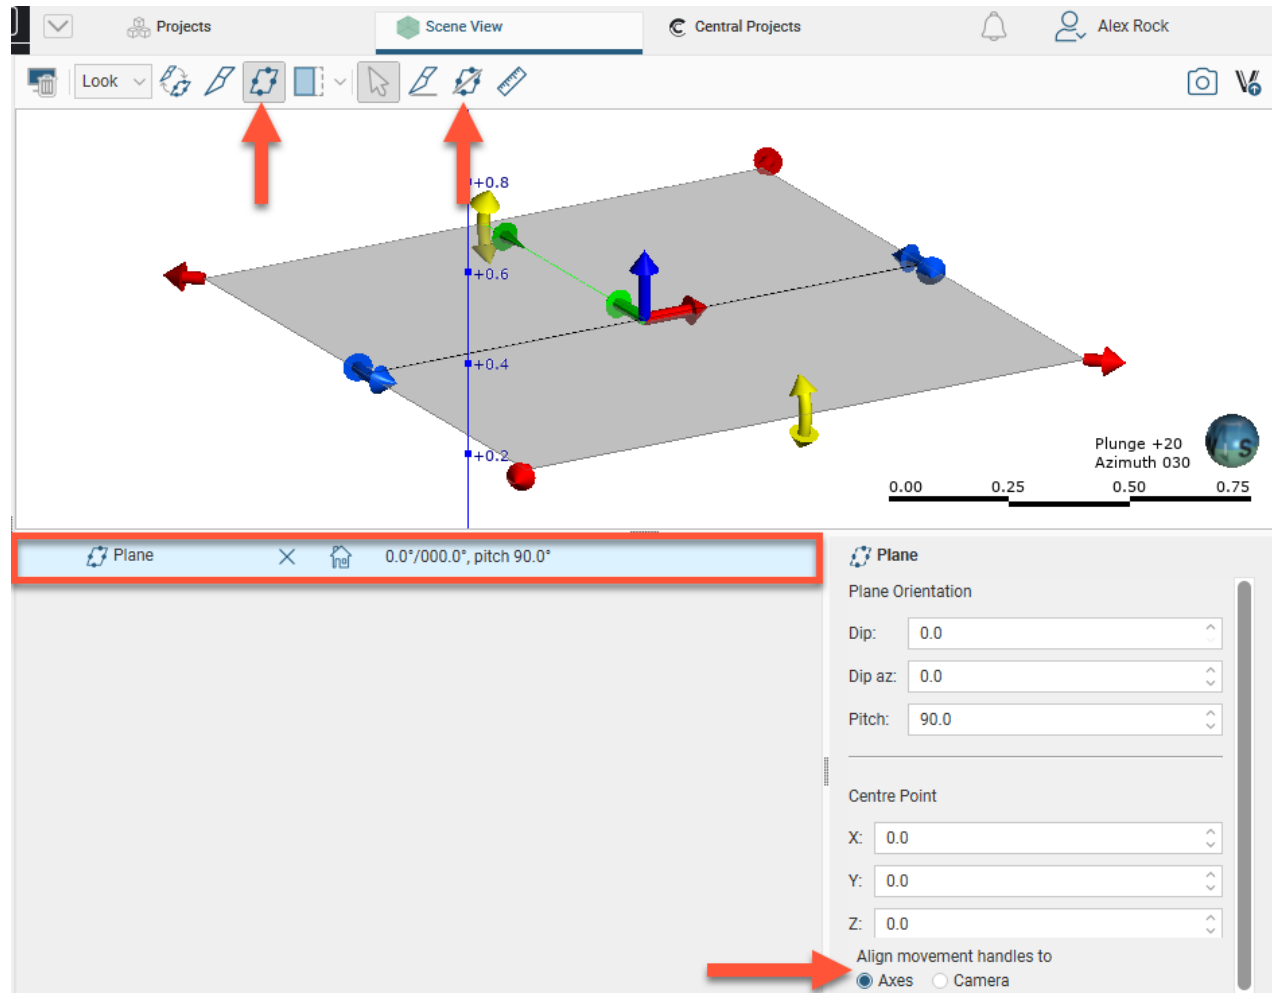 Projects
Scene View
Central Projects
Alex Rock
Look
+0.8
+0.6
+0.4
+0.2
Plunge +20
Azimuth 030
0.00 0.25 0.50 0.75
S
Plane
0.0°/000.0°, pitch 90.0°
Plane
Plane Orientation
Dip: 0.0
Dip az: 0.0
Pitch: 90.0
Centre Point
X: 0.0
Y: 0.0
Z: 0.0
Align movement handles to
Axes Camera